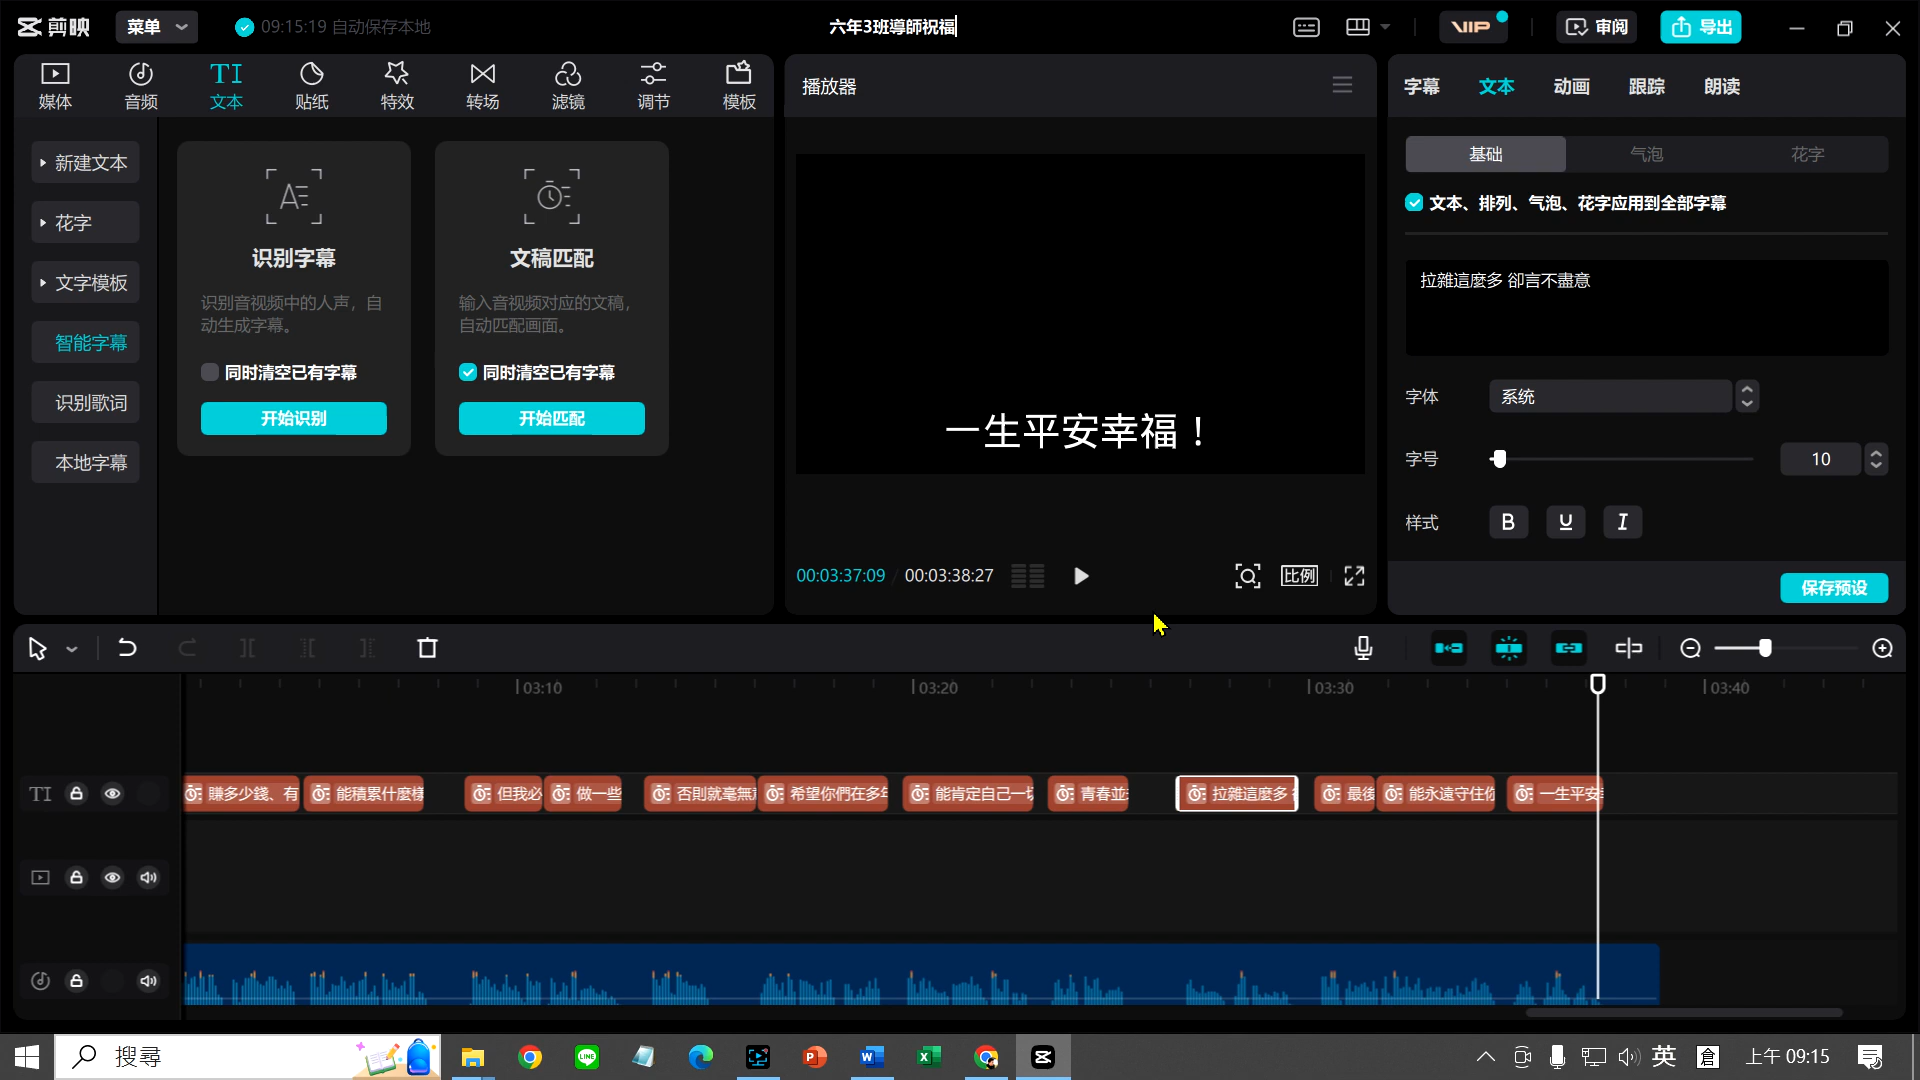 剪映
菜单
09:15:19 自动保存本地
六年3班導師祝福
VIP
审阅
导出
媒体
音频
TI
文本
贴纸
特效
转场
滤镜
调节
模板
新建文本
花字
文字模板
智能字幕
识别歌词
本地字幕
识别字幕
识别音视频中的人声，自
动生成字幕。
同时清空已有字幕
开始识别
文稿匹配
输入音视频对应的文稿，
自动匹配画面。
同时清空已有字幕
开始匹配
播放器
一生平安幸福！
00:03:37:09 / 00:03:38:27
比例
字幕
文本
动画
跟踪
朗读
基础
气泡
花字
文本、排列、气泡、花字应用到全部字幕
拉雜這麼多 卻言不盡意
字体
系统
字号
10
样式
B
U
I
保存预设
03:10
03:20
03:30
03:40
TI
賺多少錢、有
能積累什麼樣
但我必
做一些
否則就毫無
希望你們在多年
能肯定自己一切
青春並
拉雜這麼多
最後
能永遠守住你
一生平安
搜尋
LINE
英
倉
上午 09:15